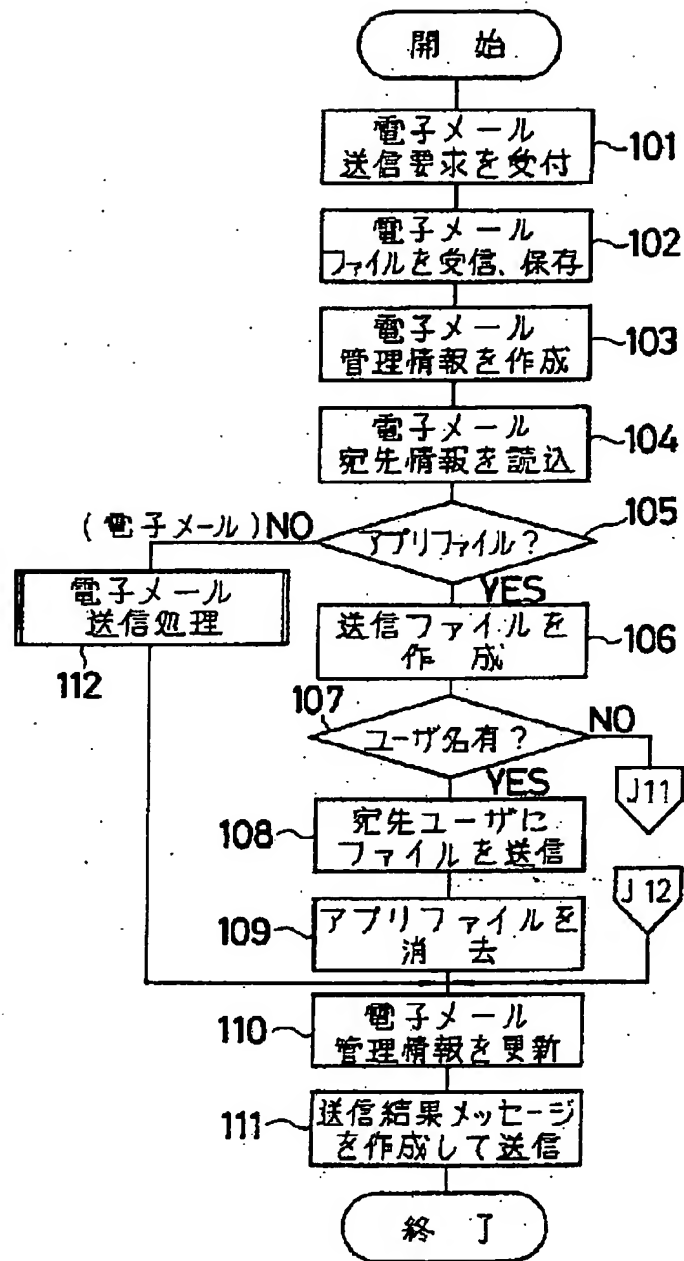 開始
電子メール
送信要求を受付
101
電子メール
ファイルを受信、保存
102
電子メール
管理情報を作成
103
電子メール
宛先情報を読込
104
(電子メール)NO
アプリファイル?
105
YES
電子メール
送信処理
112
送信ファイルを
作成
106
107
ユーザ名有?
NO
YES
J11
108
宛先ユーザに
ファイルを送信
J12
109
アプリファイルを
消去
110
電子メール
管理情報を更新
111
送信結果メッセージ
を作成して送信
終了